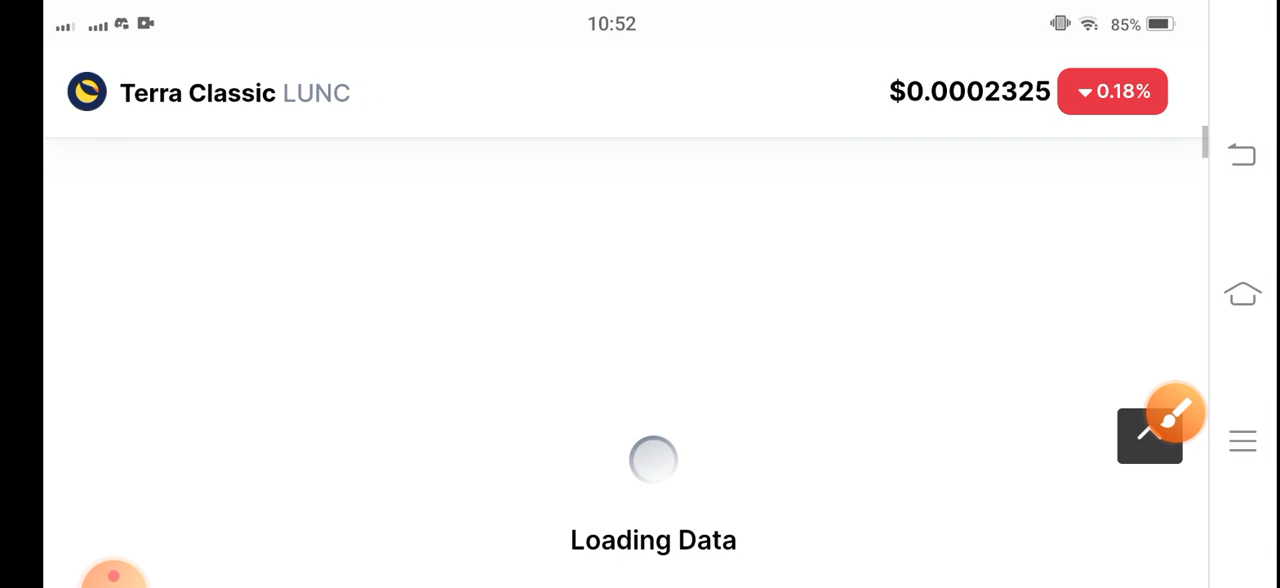 10:52
85%
Terra Classic LUNC
$0.0002325 0.18%
Loading Data